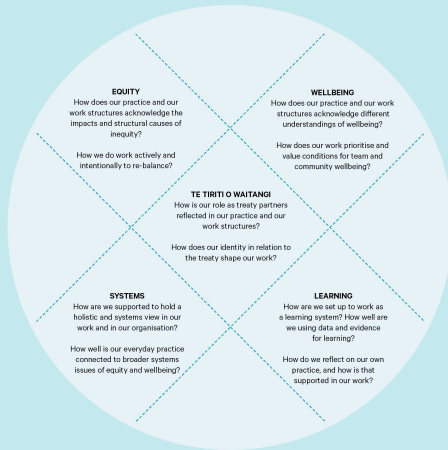 EQUITY
How does our practice and our
work structures acknowledge the
impacts and structural causes of
inequity?
How we do work actively and
intentionally to re-balance?
WELLBEING
How does our practice and our work
structures acknowledge different
understandings of wellbeing?
How does our work prioritise and
value conditions for team and
community wellbeing?
TE TIRITI O WAITANGI
How is our role as treaty partners
reflected in our practice and our
work structures?
How does our identity in relation to
the treaty shape our work?
SYSTEMS
How are we supported to hold a
holistic and systems view in our
work and in our organisation?
How well is our everyday practice
connected to broader systems
issues of equity and wellbeing?
LEARNING
How are we set up to work as
a learning system? How well are
we using data and evidence
for learning?
How do we reflect on our own
practice, and how is that
supported in our work?